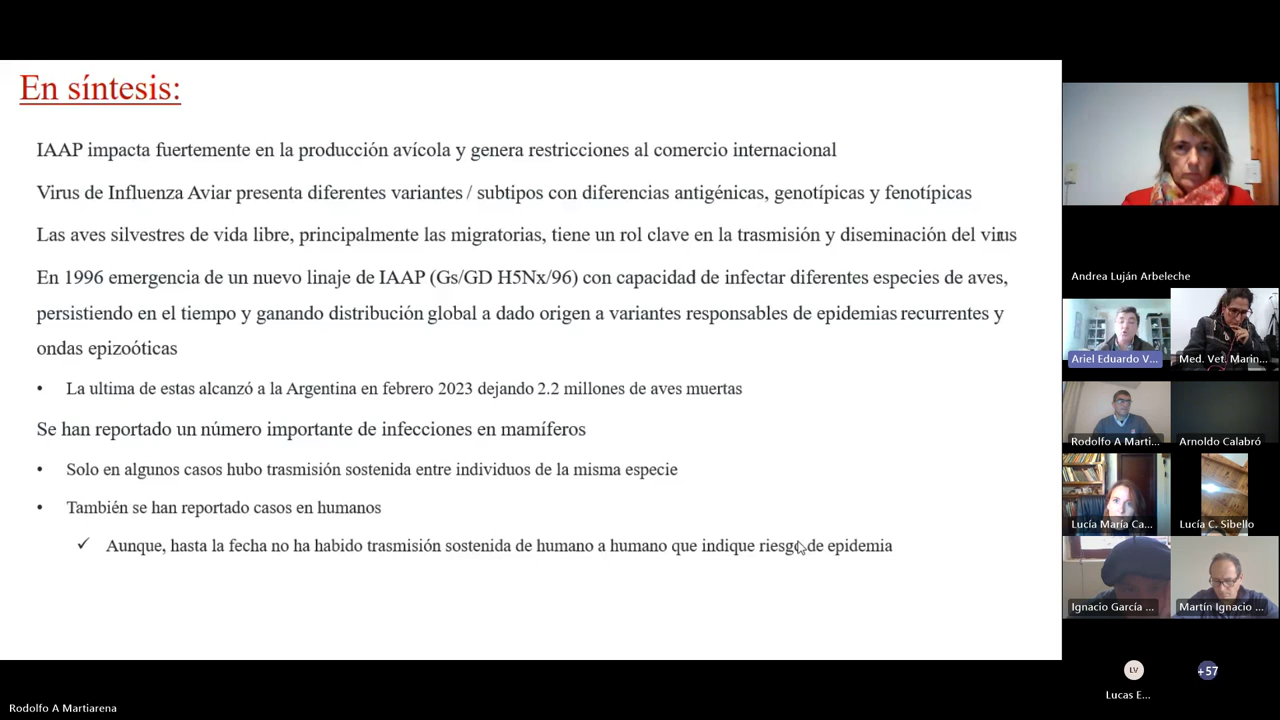 En síntesis:
IAAP impacta fuertemente en la producción avícola y genera restricciones al comercio internacional
Virus de Influenza Aviar presenta diferentes variantes / subtipos con diferencias antigénicas, genotípicas y fenotípicas
Las aves silvestres de vida libre, principalmente las migratorias, tiene un rol clave en la trasmisión y diseminación del virus
En 1996 emergencia de un nuevo linaje de IAAP (Gs/GD H5Nx/96) con capacidad de infectar diferentes especies de aves,
persistiendo en el tiempo y ganando distribución global a dado origen a variantes responsables de epidemias recurrentes y
ondas epizoóticas
• La ultima de estas alcanzó a la Argentina en febrero 2023 dejando 2.2 millones de aves muertas
Se han reportado un número importante de infecciones en mamíferos
• Solo en algunos casos hubo trasmisión sostenida entre individuos de la misma especie
• También se han reportado casos en humanos
✓ Aunque, hasta la fecha no ha habido trasmisión sostenida de humano a humano que indique riesgo de epidemia
Andrea Luján Arbeleche
Ariel Eduardo V...
Med. Vet. Marin...
Rodolfo A Marti...
Arnoldo Calabró
Lucía María Ca...
Lucía C. Sibello
Ignacio García ...
Martín Ignacio ...
LV
+57
Lucas E...
Rodolfo A Martiarena